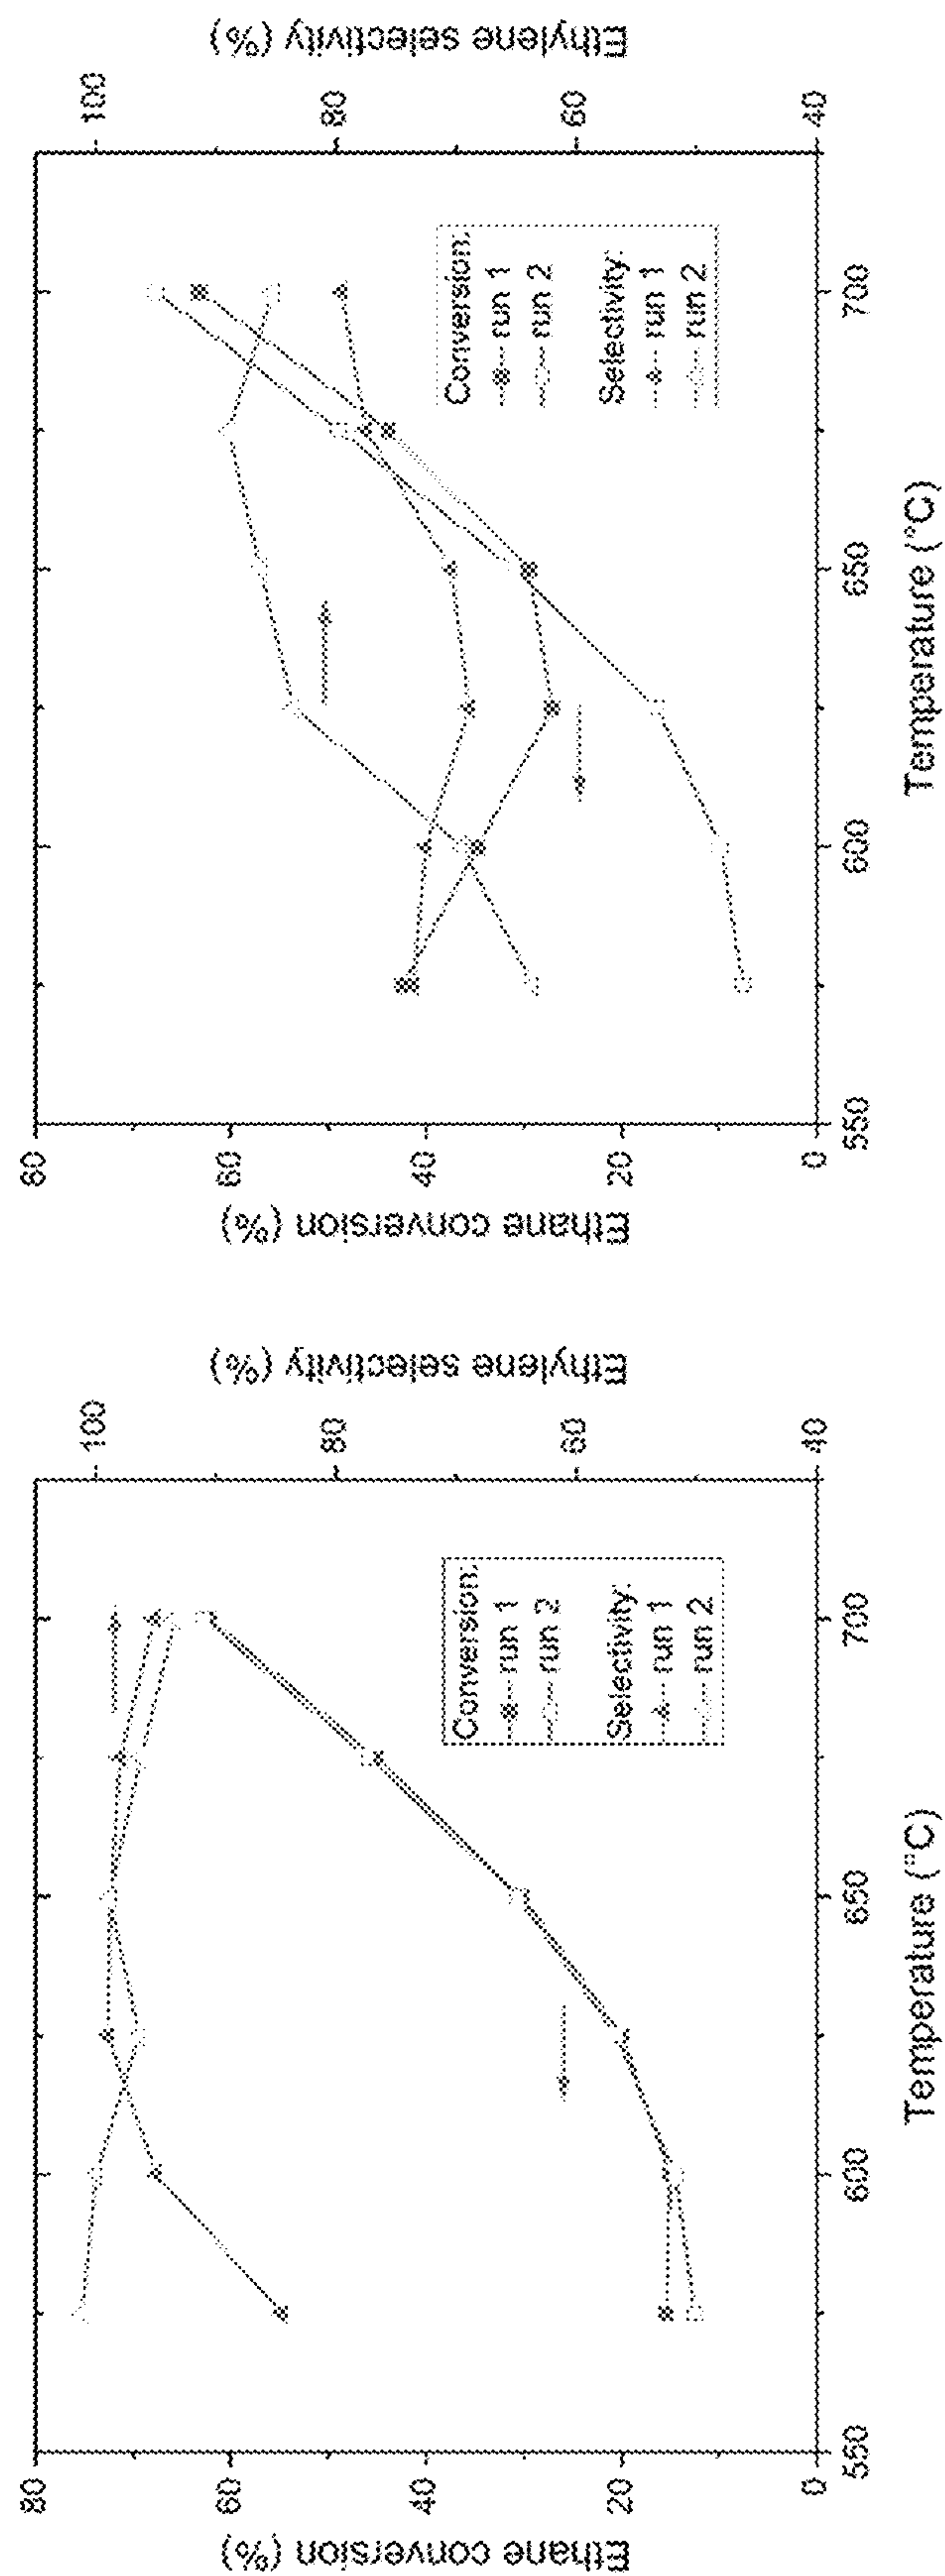 Ethane conversion (%)
80
60
40
20
0
550
600
650
700
Temperature (°C)
100
80
60
40
Ethylene selectivity (%)
Conversion:
run 1
run 2
Selectivity:
run 1
run 2
Ethane conversion (%)
80
60
40
20
0
550
600
650
700
Temperature (°C)
100
80
60
40
Ethylene selectivity (%)
Conversion:
run 1
run 2
Selectivity:
run 1
run 2